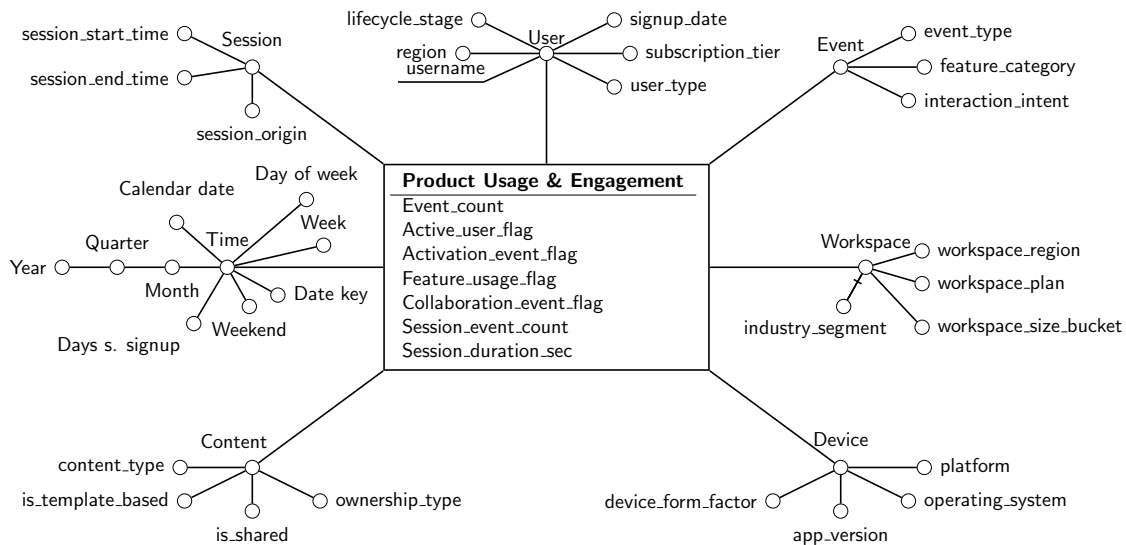 lifecycle_stage
signup_date
session_start_time
Session
User
Event
event_type
region
subscription_tier
username
session_end_time
feature_category
user_type
interaction_intent
session_origin
Product Usage & Engagement
Event_count
Active_user_flag
Activation_event_flag
Feature_usage_flag
Collaboration_event_flag
Session_event_count
Session_duration_sec
Day of week
Calendar date
Week
Quarter
Time
Year
Month
Date key
Weekend
Days s. signup
Workspace
workspace_region
workspace_plan
industry_segment
workspace_size_bucket
Content
content_type
is_template_based
ownership_type
is_shared
Device
platform
device_form_factor
operating_system
app_version